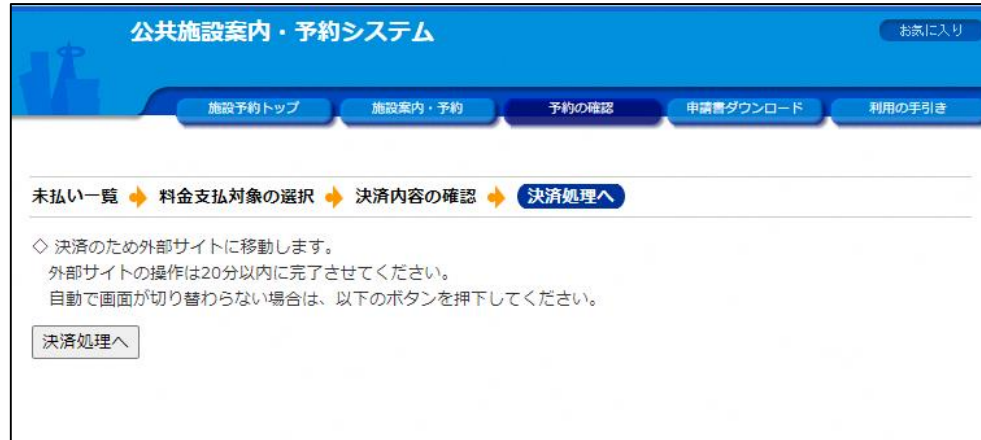 公共施設案内・予約システム
お気に入り
施設予約トップ 施設案内・予約 予約の確認 申請書ダウンロード 利用の手引き
未払い一覧 料金支払対象の選択 決済内容の確認 決済処理へ
◇ 決済のため外部サイトに移動します。
外部サイトの操作は20分以内に完了させてください。
自動で画面が切り替わらない場合は、以下のボタンを押下してください。
決済処理へ